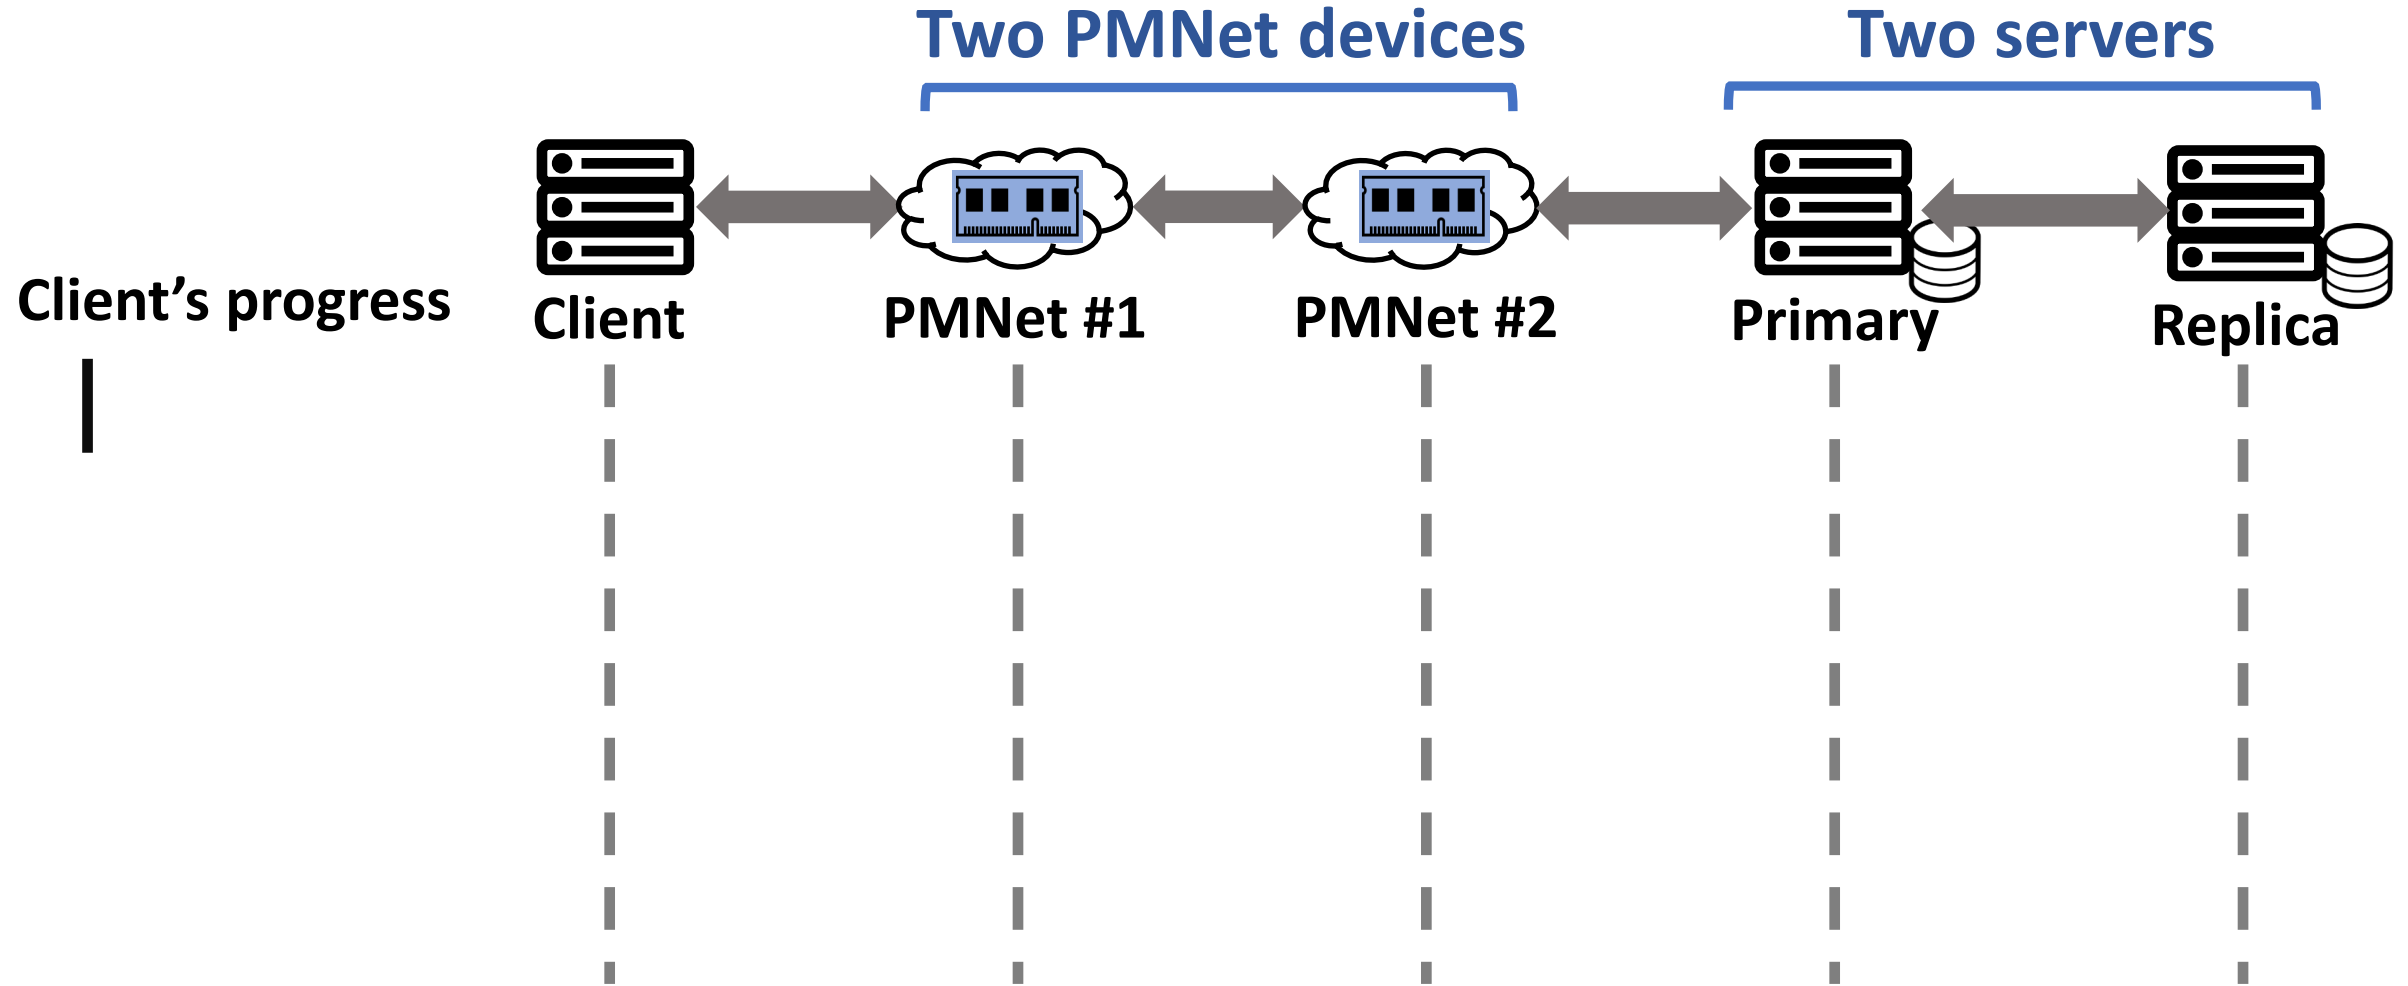 Two PMNet devices
Two servers
Client’s progress
Client
PMNet #1
PMNet #2
Primary
Replica